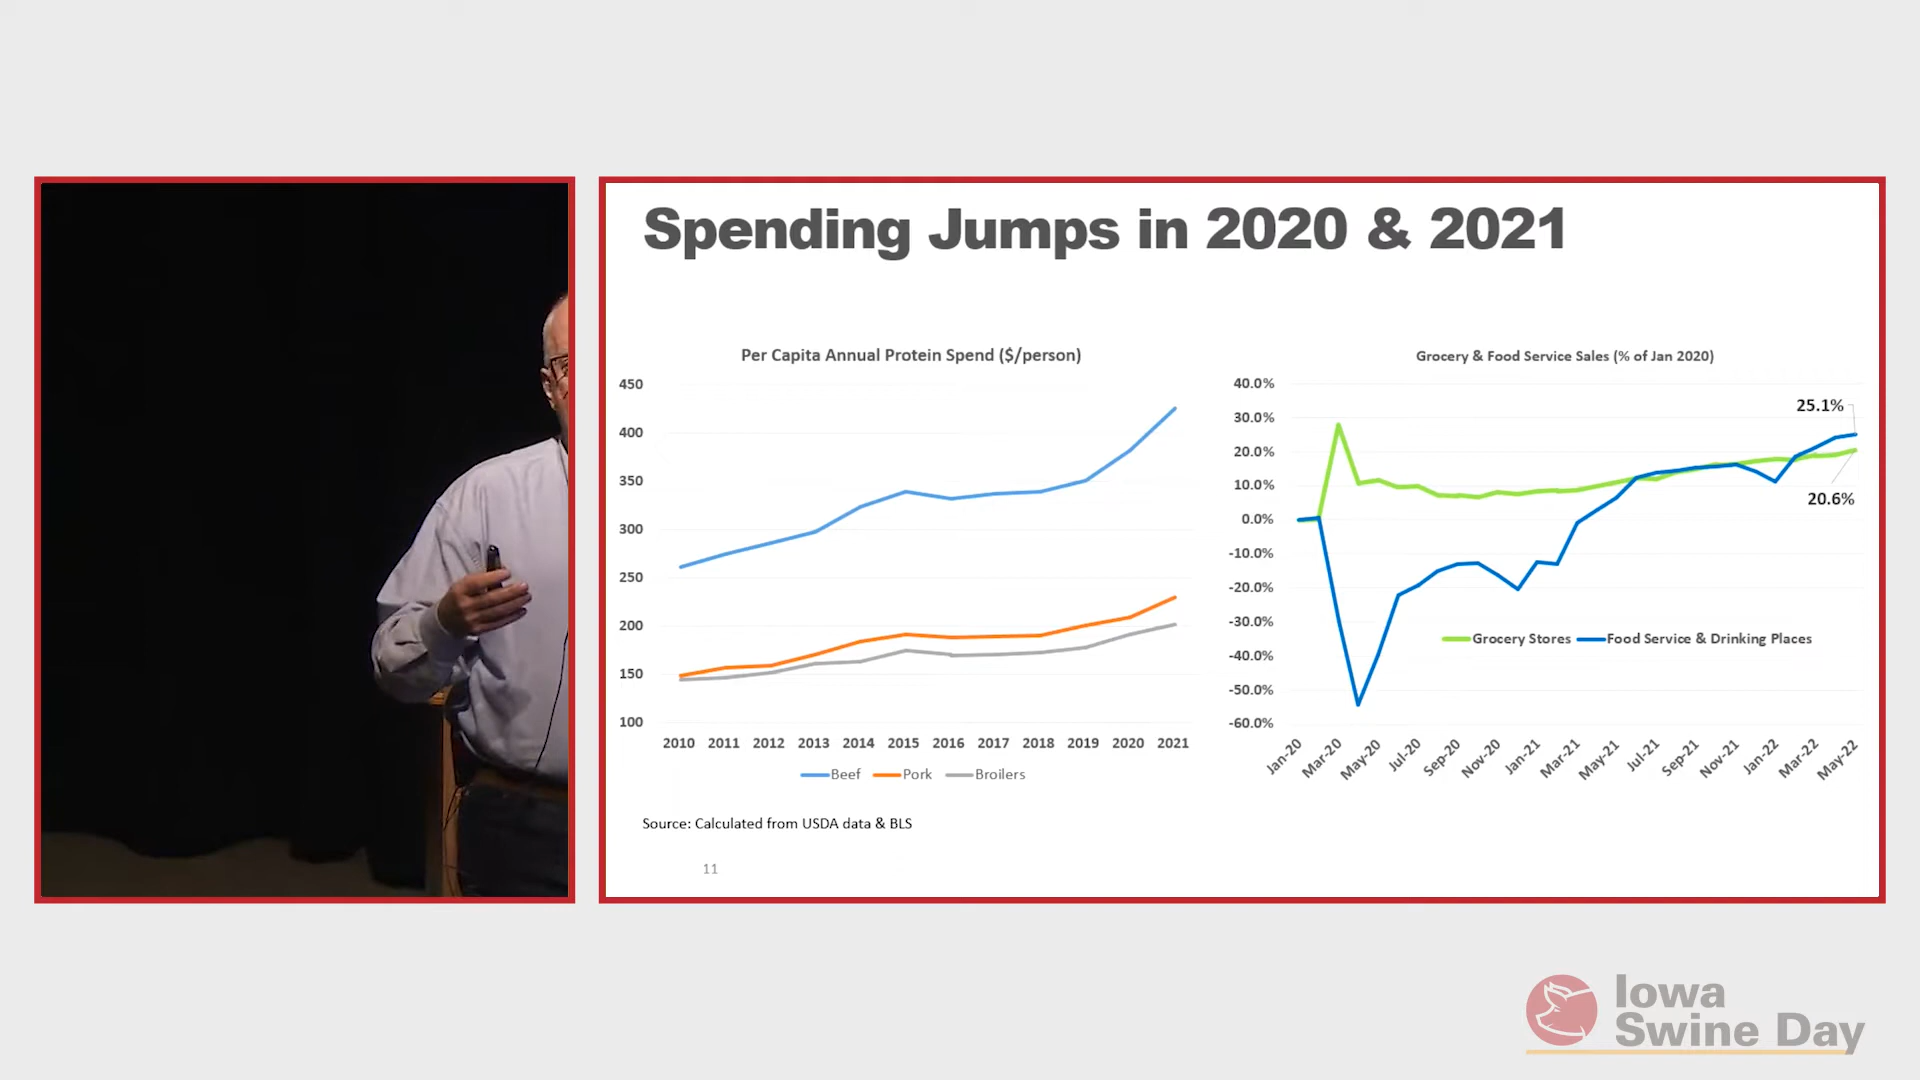 Spending Jumps in 2020 & 2021
Per Capita Annual Protein Spend ($/person)
450
400
350
300
250
200
150
100
2010 2011 2012 2013 2014 2015 2016 2017 2018 2019 2020 2021
Beef Pork Broilers
Grocery & Food Service Sales (% of Jan 2020)
40.0%
30.0%
20.0%
10.0%
0.0%
-10.0%
-20.0%
-30.0%
-40.0%
-50.0%
-60.0%
25.1%
20.6%
Grocery Stores Food Service & Drinking Places
Jan-20 Mar-20 May-20 Jul-20 Sep-20 Nov-20 Jan-21 Mar-21 May-21 Jul-21 Sep-21 Nov-21 Jan-22 Mar-22 May-22
Source: Calculated from USDA data & BLS
11
Iowa
Swine Day